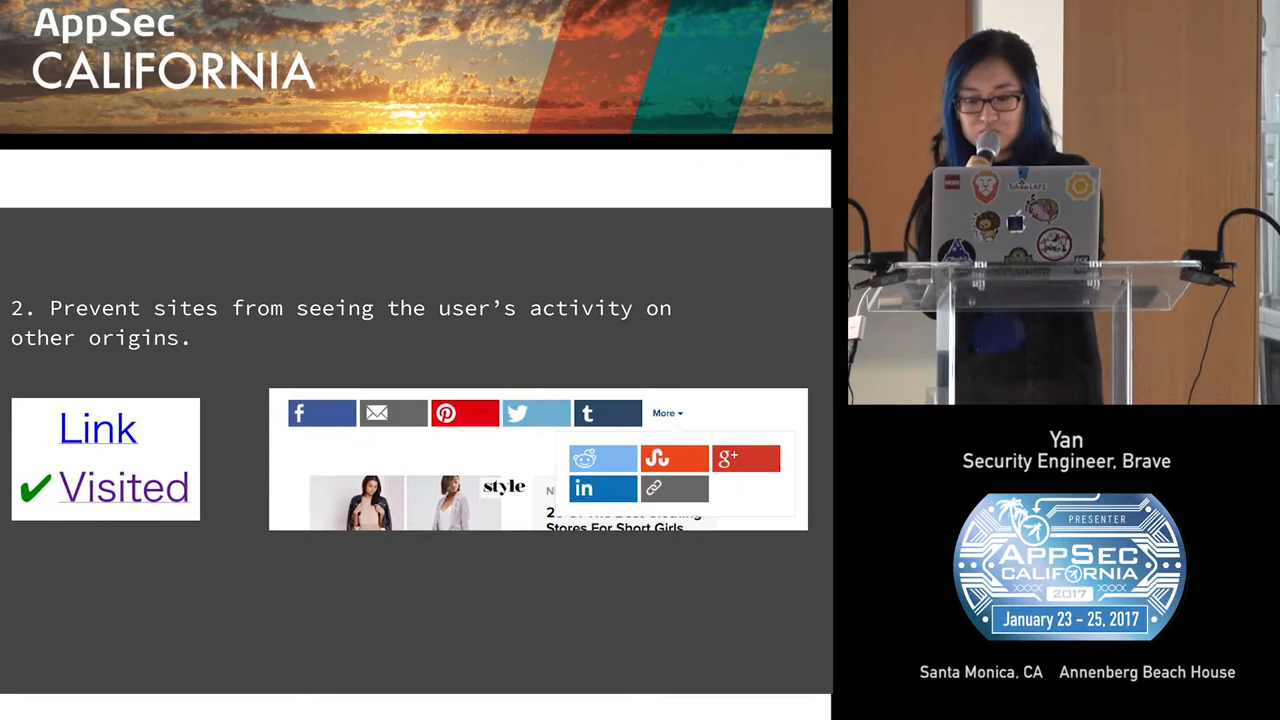 AppSec
CALIFORNIA
2. Prevent sites from seeing the user's activity on
other origins.
Link
✔Visited
More
style
Stores For Short Girls
Tahoe-LAFS
Yan
Security Engineer, Brave
PRESENTER
APPSEC
CALIFORNIA
2017
January 23 - 25, 2017
Santa Monica, CA Annenberg Beach House